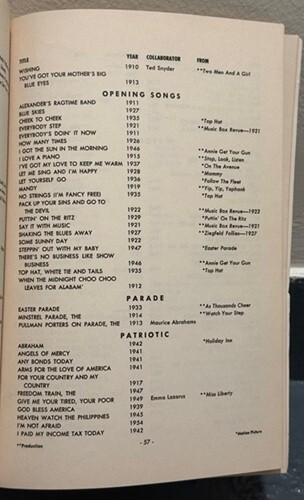 TITLE YEAR COLLABORATOR FROM
WISHING 1910 Ted Snyder **Two Men And A Girl
YOU'VE GOT YOUR MOTHER'S BIG
BLUE EYES 1913
OPENING SONGS
ALEXANDER'S RAGTIME BAND 1911
BLUE SKIES 1927
CHEEK TO CHEEK 1935 *Top Hat
EVERYBODY STEP 1921 **Music Box Revue—1921
EVERYBODY'S DOIN' IT NOW 1911
HOW MANY TIMES 1926
I GOT THE SUN IN THE MORNING 1946 **Annie Get Your Gun
I LOVE A PIANO 1915 **Stop, Look, Listen
I'VE GOT MY LOVE TO KEEP ME WARM 1937 *On The Avenue
LET ME SING AND I'M HAPPY 1928 *Mammy
LET YOURSELF GO 1936 *Follow The Fleet
MANDY 1919 **Yip, Yip, Yaphank
NO STRINGS (I'M FANCY FREE) 1935 *Top Hat
PACK UP YOUR SINS AND GO TO
THE DEVIL 1922 **Music Box Revue—1922
PUTTIN' ON THE RITZ 1929 *Puttin' On The Ritz
SAY IT WITH MUSIC 1921 **Music Box Revue—1921
SHAKING THE BLUES AWAY 1927 **Ziegfeld Follies—1927
SOME SUNNY DAY 1922
STEPPIN' OUT WITH MY BABY 1947 *Easter Parade
THERE'S NO BUSINESS LIKE SHOW
BUSINESS 1946 **Annie Get Your Gun
TOP HAT, WHITE TIE AND TAILS 1935 *Top Hat
WHEN THE MIDNIGHT CHOO CHOO
LEAVES FOR ALABAM' 1912
PARADE
EASTER PARADE 1933 **As Thousands Cheer
MINSTREL PARADE, THE 1914 **Watch Your Step
PULLMAN PORTERS ON PARADE, THE 1913 Maurice Abrahams
PATRIOTIC
ABRAHAM 1942 *Holiday Inn
ANGELS OF MERCY 1941
ANY BONDS TODAY 1941
ARMS FOR THE LOVE OF AMERICA 1941
FOR YOUR COUNTRY AND MY
COUNTRY 1917
FREEDOM TRAIN, THE 1947
GIVE ME YOUR TIRED, YOUR POOR 1949 Emma Lazarus **Miss Liberty
GOD BLESS AMERICA 1939
HEAVEN WATCH THE PHILIPPINES 1945
I'M NOT AFRAID 1954
I PAID MY INCOME TAX TODAY 1942
**Production *Motion Picture
- 57 -